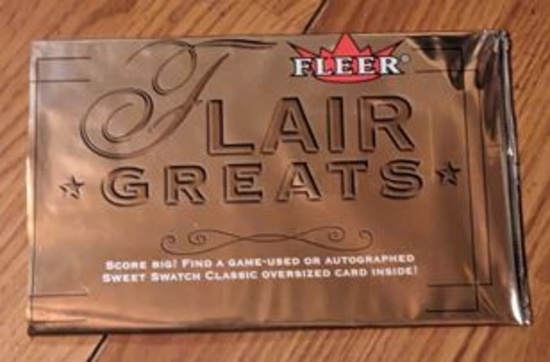 FLEER®
FLAIR
GREATS
SCORE BIG! FIND A GAME-USED OR AUTOGRAPHED
SWEET SWATCH CLASSIC OVERSIZED CARD INSIDE!